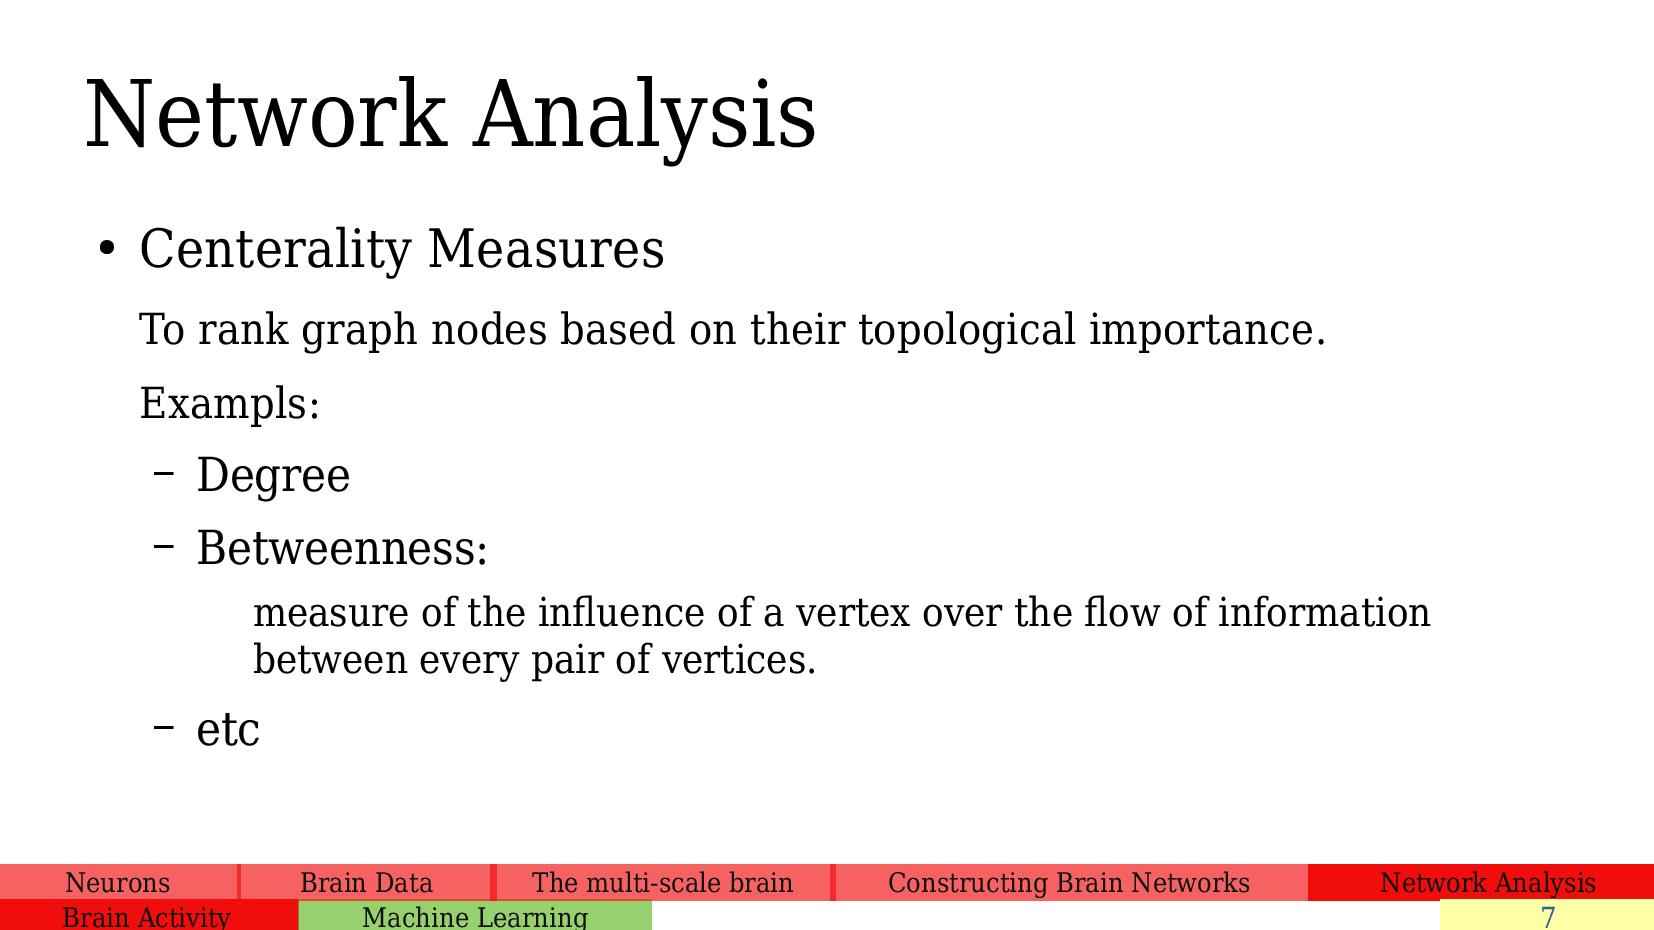 Network Analysis
• Centerality Measures
To rank graph nodes based on their topological importance.
Exampls:
– Degree
– Betweenness:
measure of the influence of a vertex over the flow of information
between every pair of vertices.
– etc
Neurons Brain Data The multi-scale brain Constructing Brain Networks Network Analysis
Brain Activity Machine Learning 7